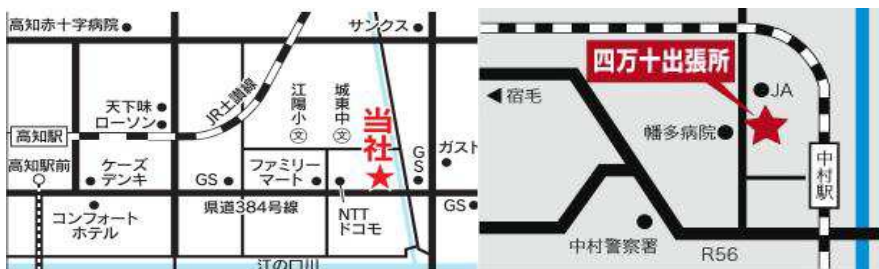 高知赤十字病院
サンクス
JR土讃線
江陽小
文
城東中
文
天下味
ローソン
当社
高知駅
高知駅前
ケーズ
デンキ
GS
ファミリー
マート
GS
ガスト
県道384号線
NTT
ドコモ
GS
コンフォート
ホテル
江の口川
四万十出張所
JA
宿毛
幡多病院
中村駅
中村警察署
R56